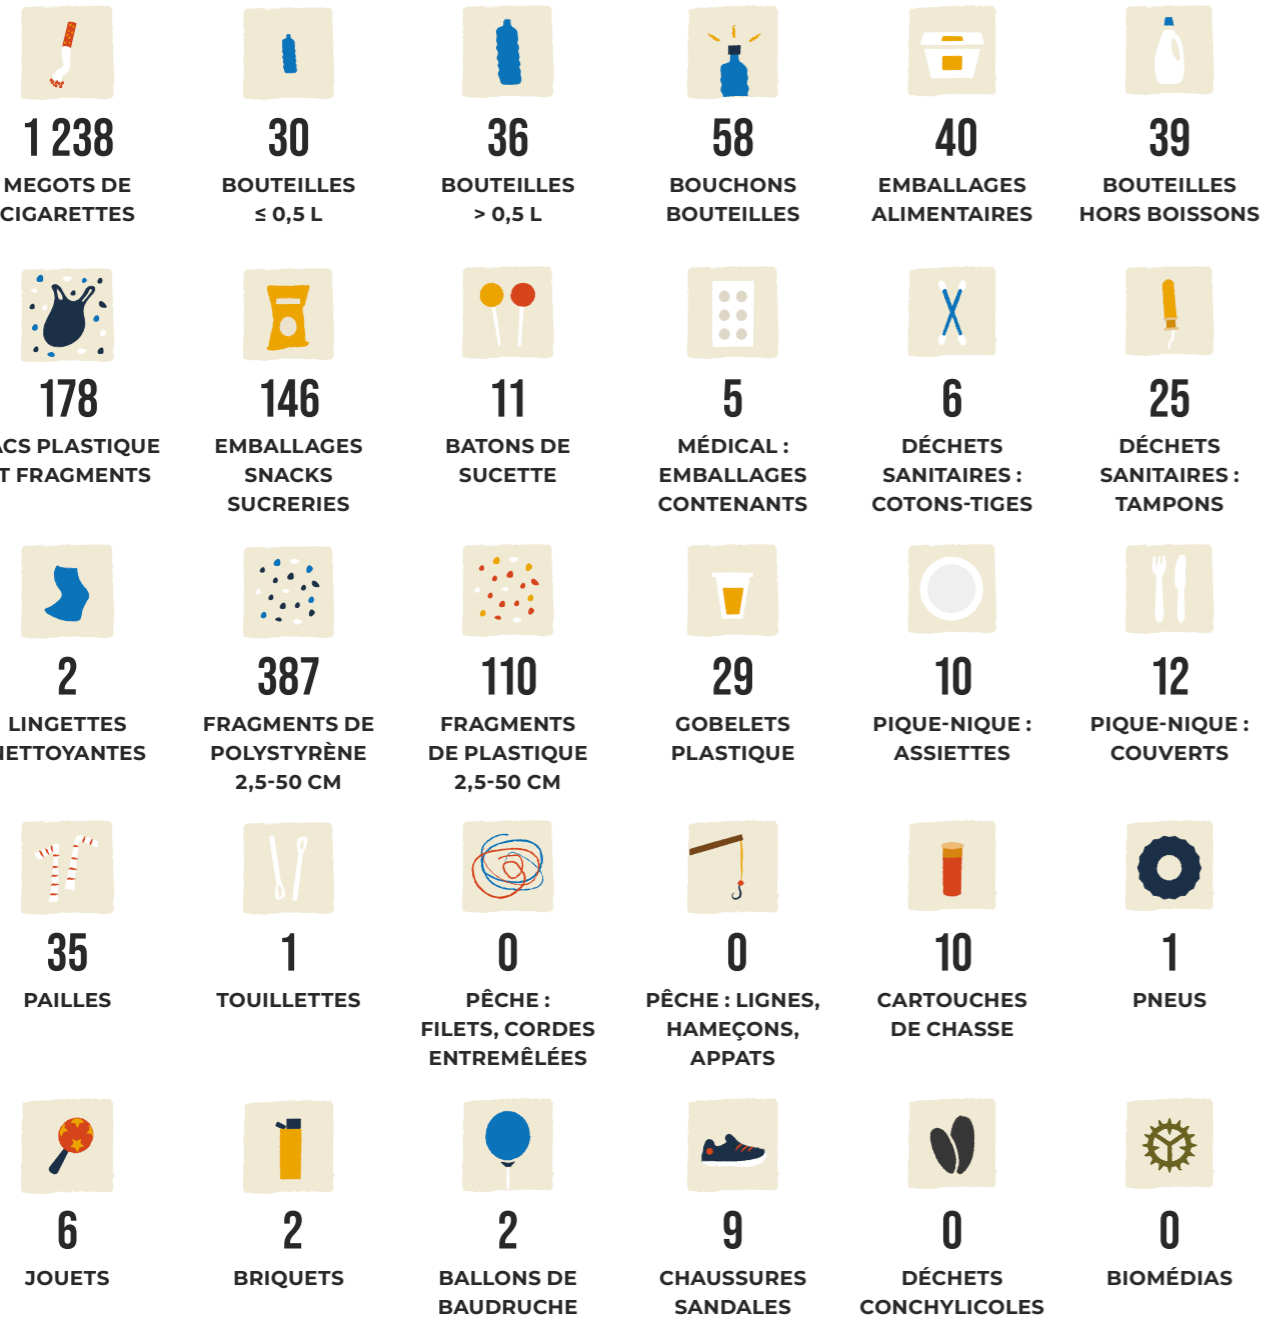 1 238
MEGOTS DE
CIGARETTES
30
BOUTEILLES
≤ 0,5 L
36
BOUTEILLES
> 0,5 L
58
BOUCHONS
BOUTEILLES
40
EMBALLAGES
ALIMENTAIRES
39
BOUTEILLES
HORS BOISSONS
178
ACS PLASTIQUE
T FRAGMENTS
146
EMBALLAGES
SNACKS
SUCRERIES
11
BATONS DE
SUCETTE
5
MÉDICAL :
EMBALLAGES
CONTENANTS
6
DÉCHETS
SANITAIRES :
COTONS-TIGES
25
DÉCHETS
SANITAIRES :
TAMPONS
2
LINGETTES
NETTOYANTES
387
FRAGMENTS DE
POLYSTYRÈNE
2,5-50 CM
110
FRAGMENTS
DE PLASTIQUE
2,5-50 CM
29
GOBELETS
PLASTIQUE
10
PIQUE-NIQUE :
ASSIETTES
12
PIQUE-NIQUE :
COUVERTS
35
PAILLES
1
TOUILLETTES
0
PÊCHE :
FILETS, CORDES
ENTREMÊLÉES
0
PÊCHE : LIGNES,
HAMEÇONS,
APPATS
10
CARTOUCHES
DE CHASSE
1
PNEUS
6
JOUETS
2
BRIQUETS
2
BALLONS DE
BAUDRUCHE
9
CHAUSSURES
SANDALES
0
DÉCHETS
CONCHYLICOLES
0
BIOMÉDIAS